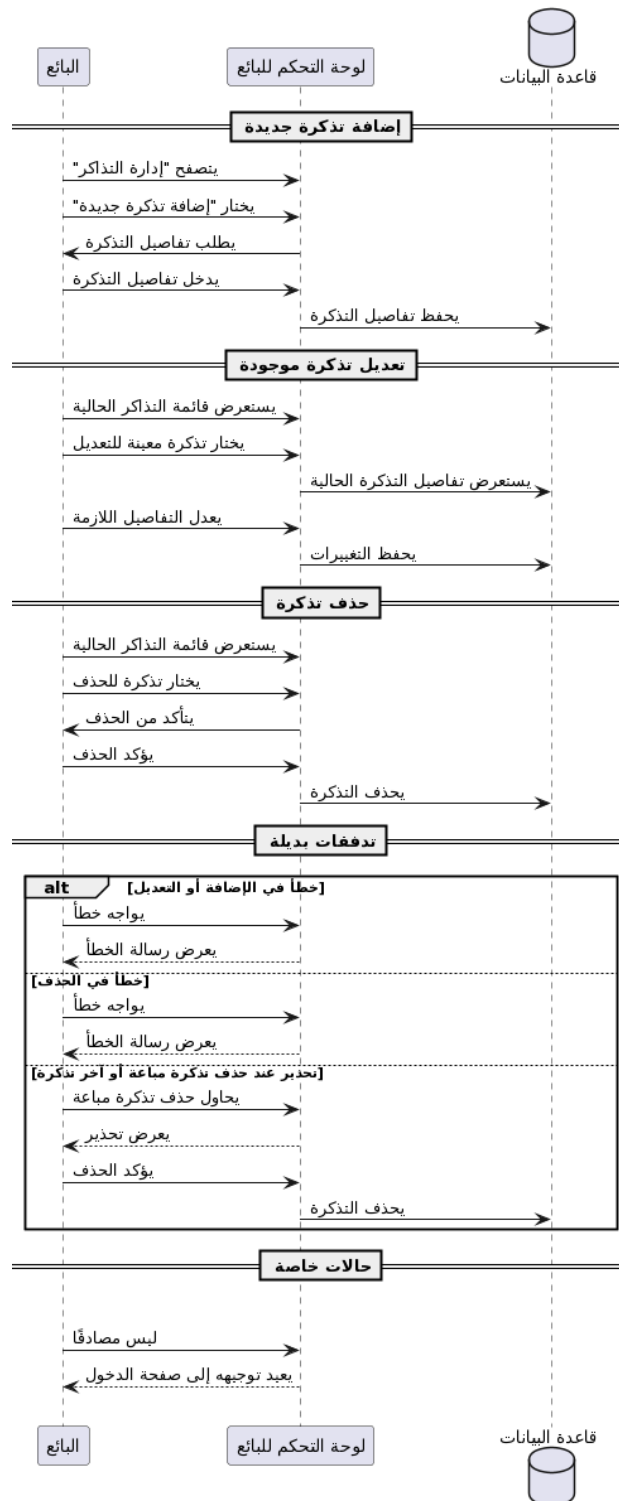 البائع
لوحة التحكم للبائع
قاعدة البيانات
إضافة تذكرة جديدة
يتصفح "إدارة التذاكر"
يختار "إضافة تذكرة جديدة"
يطلب تفاصيل التذكرة
يدخل تفاصيل التذكرة
يحفظ تفاصيل التذكرة
تعديل تذكرة موجودة
يستعرض قائمة التذاكر الحالية
يختار تذكرة معينة للتعديل
يستعرض تفاصيل التذكرة الحالية
يعدل التفاصيل اللازمة
يحفظ التغييرات
حذف تذكرة
يستعرض قائمة التذاكر الحالية
يختار تذكرة للحذف
يتأكد من الحذف
يؤكد الحذف
يحذف التذكرة
تدفقات بديلة
alt [خطأ في الإضافة أو التعديل]
يواجه خطأ
يعرض رسالة الخطأ
[خطأ في الحذف]
يواجه خطأ
يعرض رسالة الخطأ
[تحذير عند حذف تذكرة مباعة أو آخر تذكرة]
يحاول حذف تذكرة مباعة
يعرض تحذير
يؤكد الحذف
يحذف التذكرة
حالات خاصة
ليس مصادقًا
يعيد توجيهه إلى صفحة الدخول
البائع
لوحة التحكم للبائع
قاعدة البيانات